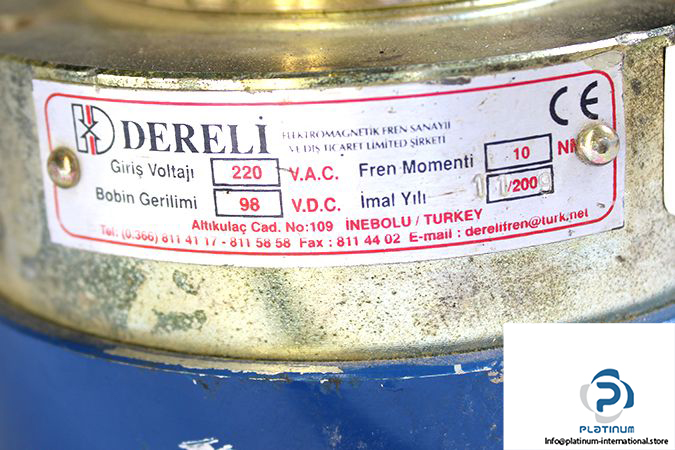 DERELİ
ELEKTROMAGNETİK FREN SANAYİİ
VE DIŞ TİCARET LİMİTED ŞİRKETİ
CE
Giriş Voltajı 220 V.A.C. Fren Momenti 10
Bobin Gerilimi 98 V.D.C. İmal Yılı 11/2009
Altıkulaç Cad. No:109 İNEBOLU / TURKEY
Tel: (0.366) 811 41 17 - 811 58 58 Fax : 811 44 02 E-mail : derelifren@turk.net
PLATINUM
Info@platinum-international.store